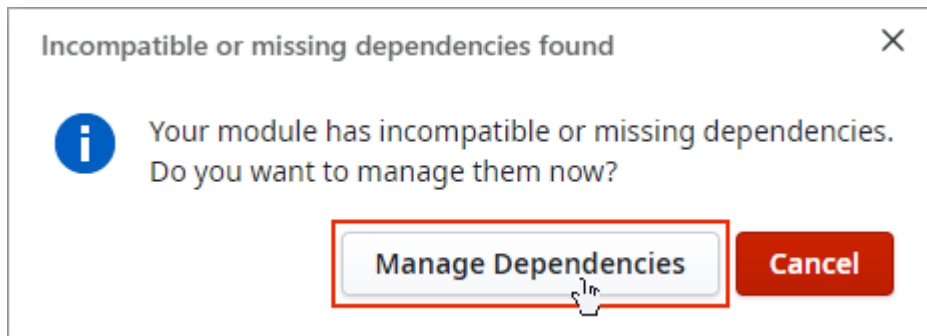 Incompatible or missing dependencies found
Your module has incompatible or missing dependencies.
Do you want to manage them now?
Manage Dependencies
Cancel